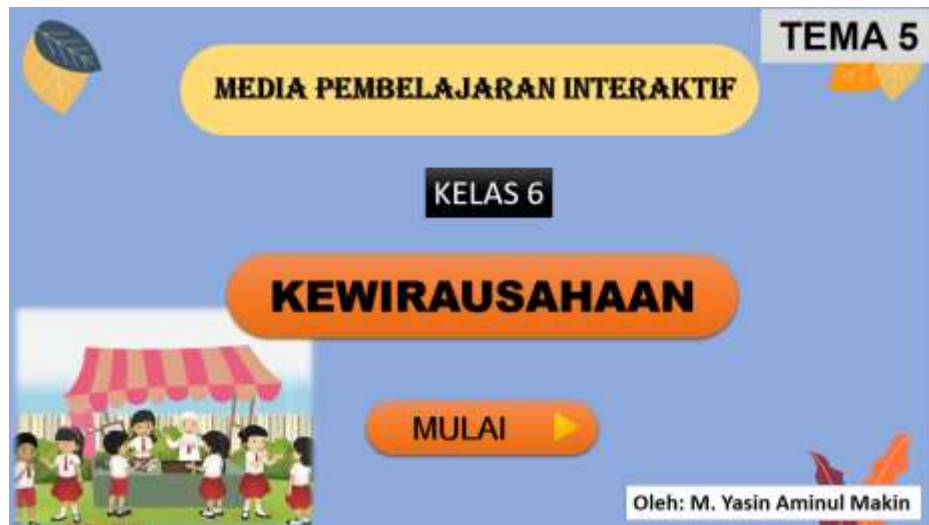 TEMA 5
MEDIA PEMBELAJARAN INTERAKTIF
KELAS 6
KEWIRAUSAHAAN
MULAI
Oleh: M. Yasin Aminul Makin